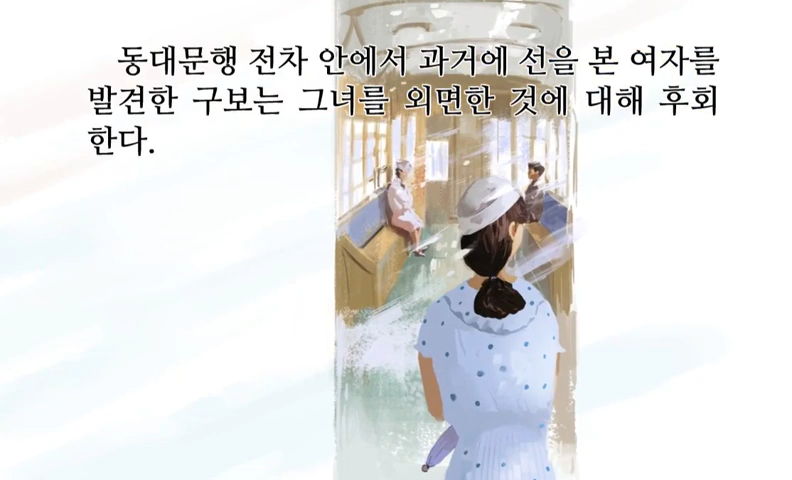 동대문행 전차 안에서 과거에 선을 본 여자를
발견한 구보는 그녀를 외면한 것에 대해 후회
한다.